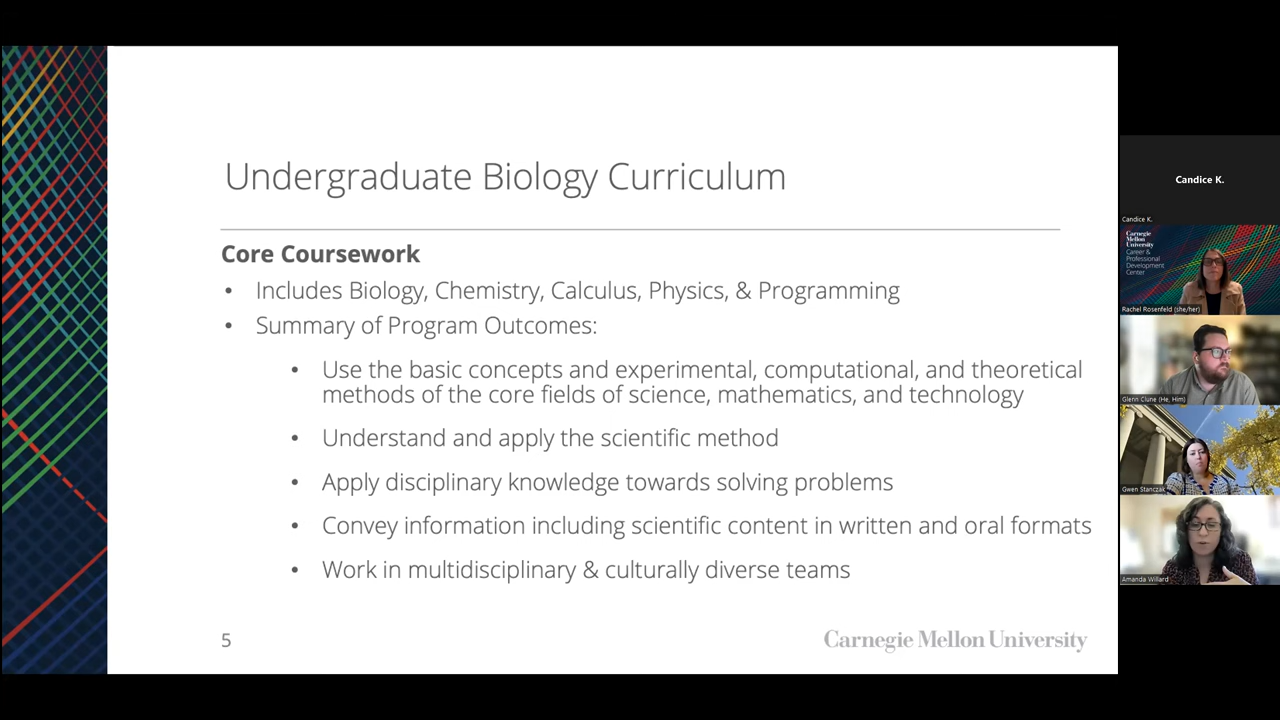 Undergraduate Biology Curriculum
Core Coursework
• Includes Biology, Chemistry, Calculus, Physics, & Programming
• Summary of Program Outcomes:
• Use the basic concepts and experimental, computational, and theoretical
methods of the core fields of science, mathematics, and technology
• Understand and apply the scientific method
• Apply disciplinary knowledge towards solving problems
• Convey information including scientific content in written and oral formats
• Work in multidisciplinary & culturally diverse teams
5
Carnegie Mellon University
Candice K.
Candice K.
Carnegie
Mellon
University
Career &
Professional
Development
Center
Rachel Rosenfeld (she/her)
Glenn Clune (He, Him)
Gwen Stanczak
Amanda Willard